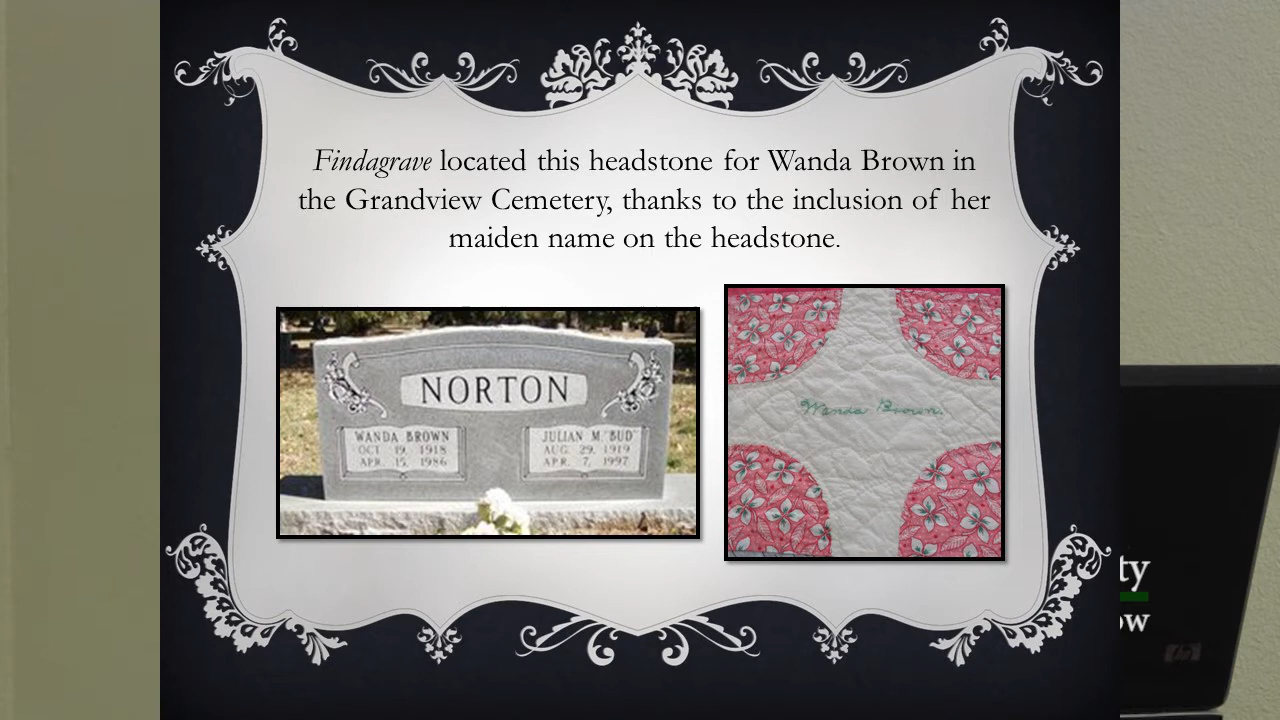 Findagrave located this headstone for Wanda Brown in
the Grandview Cemetery, thanks to the inclusion of her
maiden name on the headstone.
NORTON
WANDA BROWN
OCT 19, 1918
APR. 15, 1986
JULIAN M. "BUD"
AUG. 29, 1919
APR. 7, 1997
Wanda Brown.
ty
ow
hp